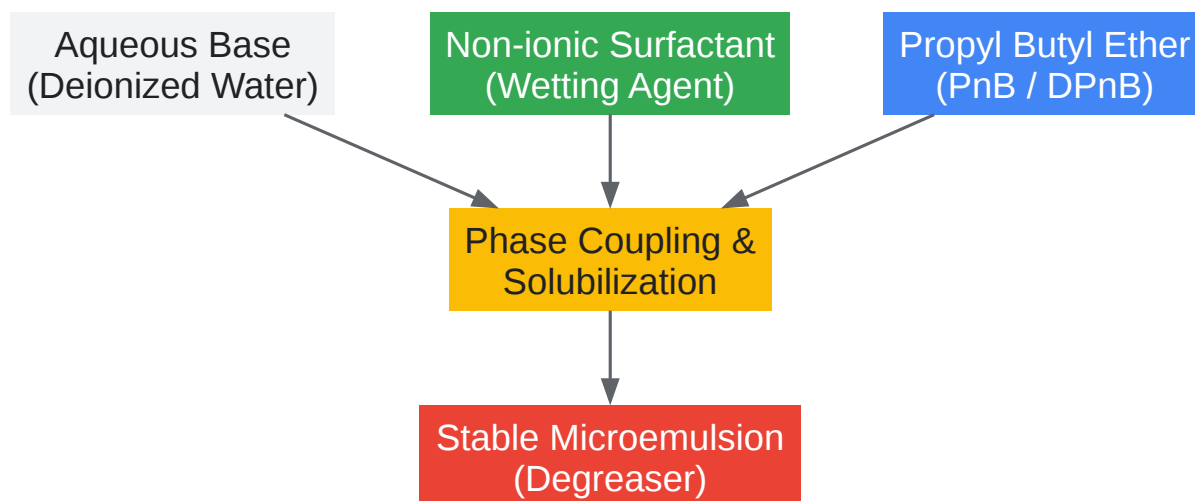 Aqueous Base
(Deionized Water)
Non-ionic Surfactant
(Wetting Agent)
Propyl Butyl Ether
(PnB / DPnB)
Phase Coupling &
Solubilization
Stable Microemulsion
(Degreaser)